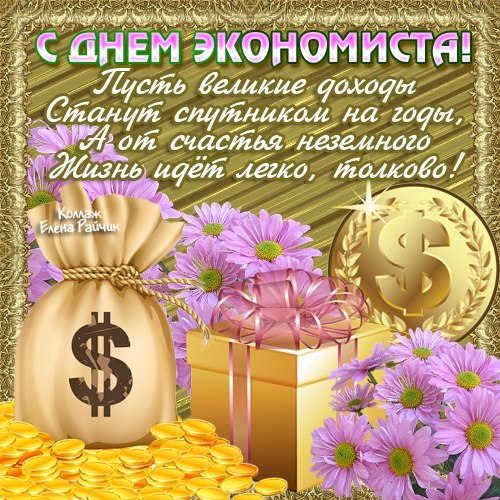 С ДНЕМ ЭКОНОМИСТА!
Пусть великие доходы
Станут спутником на годы,
А от счастья неземного
Жизнь идёт легко, толково!
Коллаж
Елена Райчик
$
$